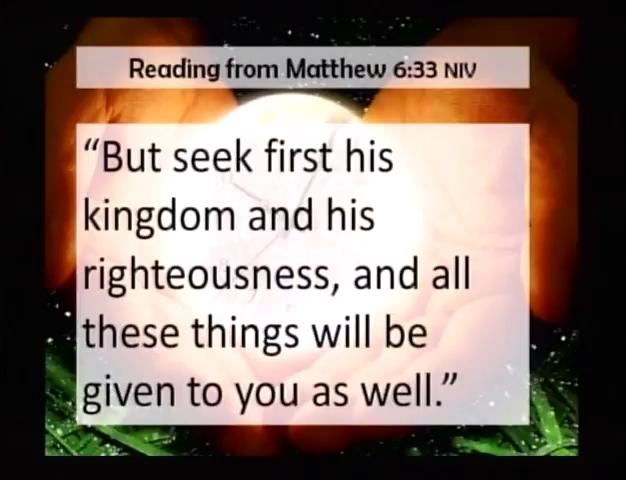 Reading from Matthew 6:33 NIV
“But seek first his
kingdom and his
righteousness, and all
these things will be
given to you as well.”